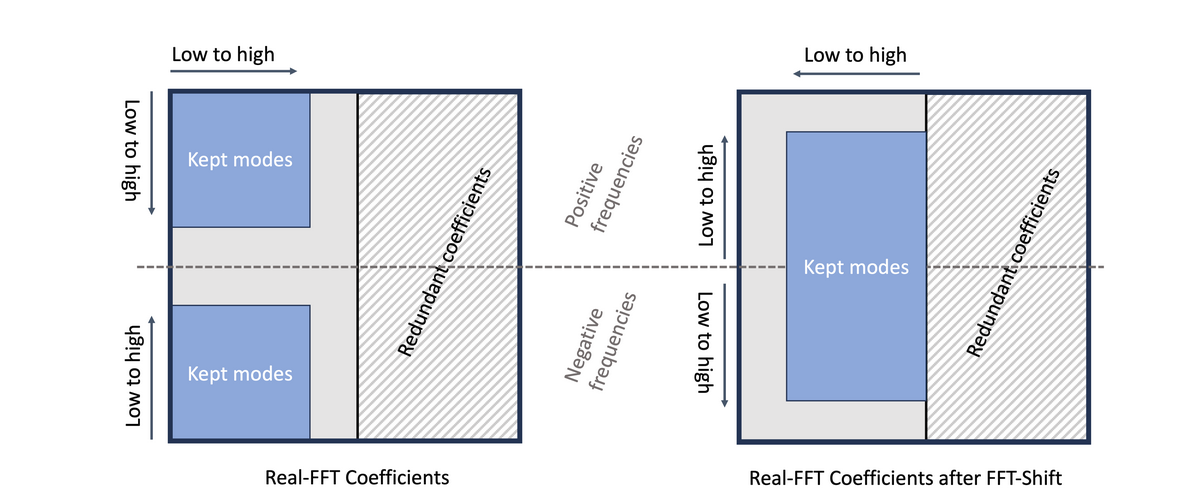 Low to high
Low to high
Kept modes
Low to high
Kept modes
Redundant coefficients
Real-FFT Coefficients
Positive
frequencies
Negative
frequencies
Low to high
Low to high
Low to high
Kept modes
Redundant coefficients
Real-FFT Coefficients after FFT-Shift